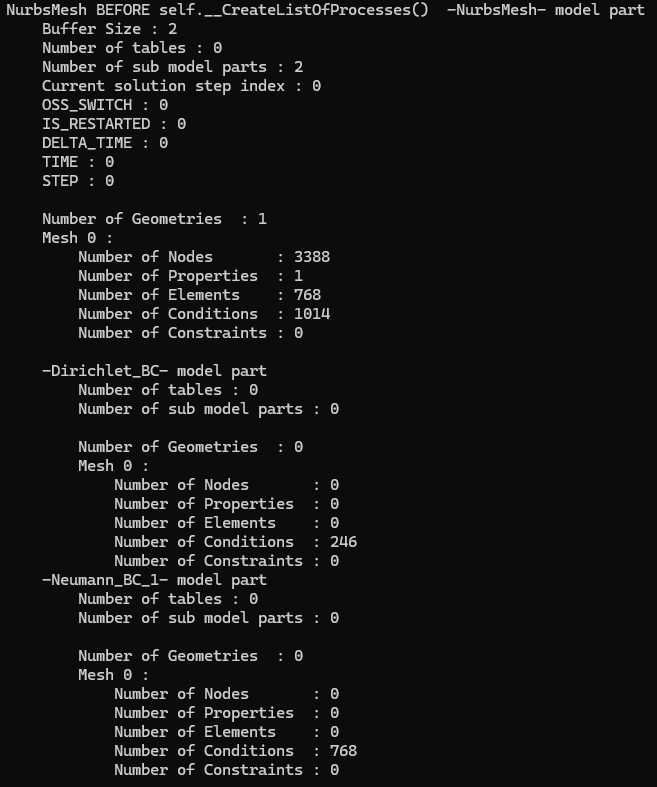 NurbsMesh BEFORE self.__CreateListOfProcesses()  -NurbsMesh- model part
    Buffer Size : 2
    Number of tables : 0
    Number of sub model parts : 2
    Current solution step index : 0
    OSS_SWITCH : 0
    IS_RESTARTED : 0
    DELTA_TIME : 0
    TIME : 0
    STEP : 0

    Number of Geometries  : 1
    Mesh 0 :
        Number of Nodes       : 3388
        Number of Properties  : 1
        Number of Elements    : 768
        Number of Conditions  : 1014
        Number of Constraints : 0

    -Dirichlet_BC- model part
        Number of tables : 0
        Number of sub model parts : 0

        Number of Geometries  : 0
        Mesh 0 :
            Number of Nodes       : 0
            Number of Properties  : 0
            Number of Elements    : 0
            Number of Conditions  : 246
            Number of Constraints : 0
    -Neumann_BC_1- model part
        Number of tables : 0
        Number of sub model parts : 0

        Number of Geometries  : 0
        Mesh 0 :
            Number of Nodes       : 0
            Number of Properties  : 0
            Number of Elements    : 0
            Number of Conditions  : 768
            Number of Constraints : 0